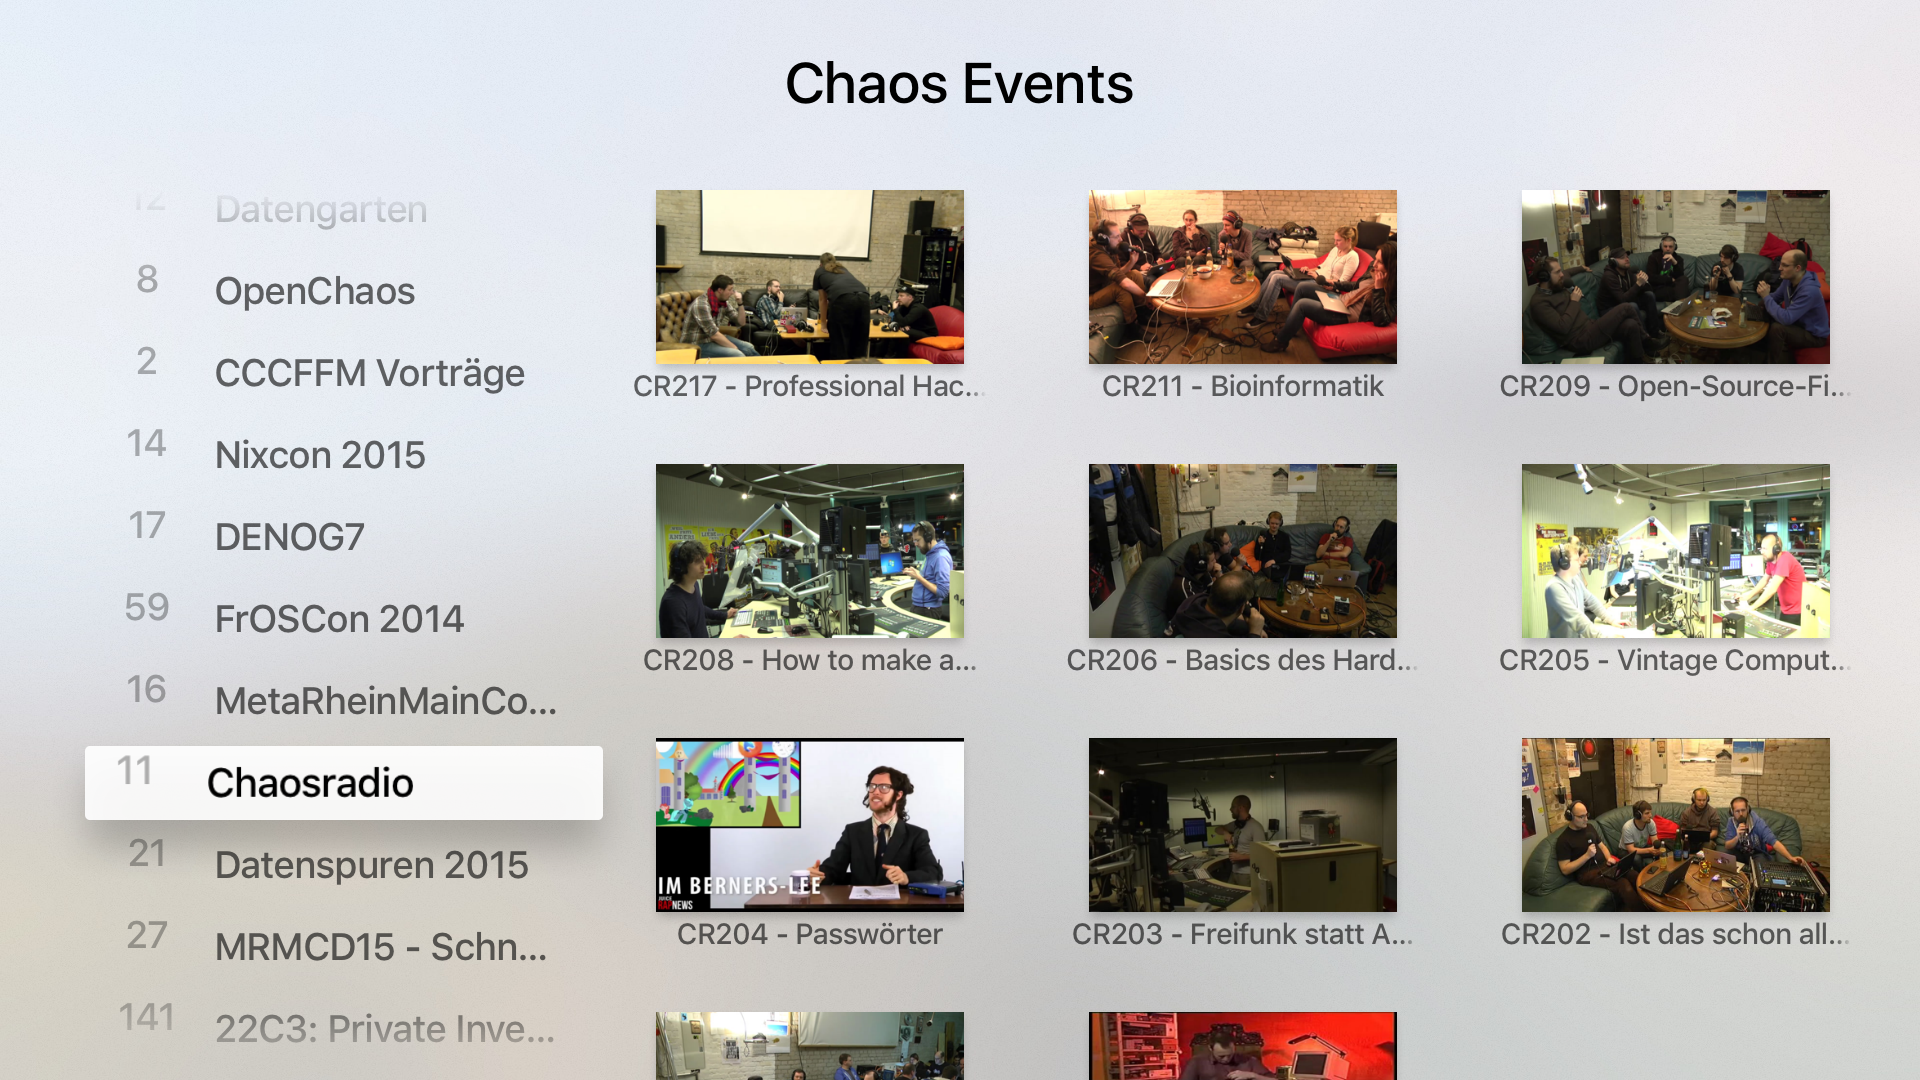 Chaos Events
12 Datengarten
8 OpenChaos
2 CCCFFM Vorträge
14 Nixcon 2015
17 DENOG7
59 FrOSCon 2014
16 MetaRheinMainCo...
11 Chaosradio
21 Datenspuren 2015
27 MRMCD15 - Schn...
141 22C3: Private Inve...
CR217 - Professional Hac...
CR211 - Bioinformatik
CR209 - Open-Source-Fi...
CR208 - How to make a...
CR206 - Basics des Hard...
CR205 - Vintage Comput...
IM BERNERS-LEE
JUICE
RAP NEWS
CR204 - Passwörter
CR203 - Freifunk statt A...
CR202 - Ist das schon all...